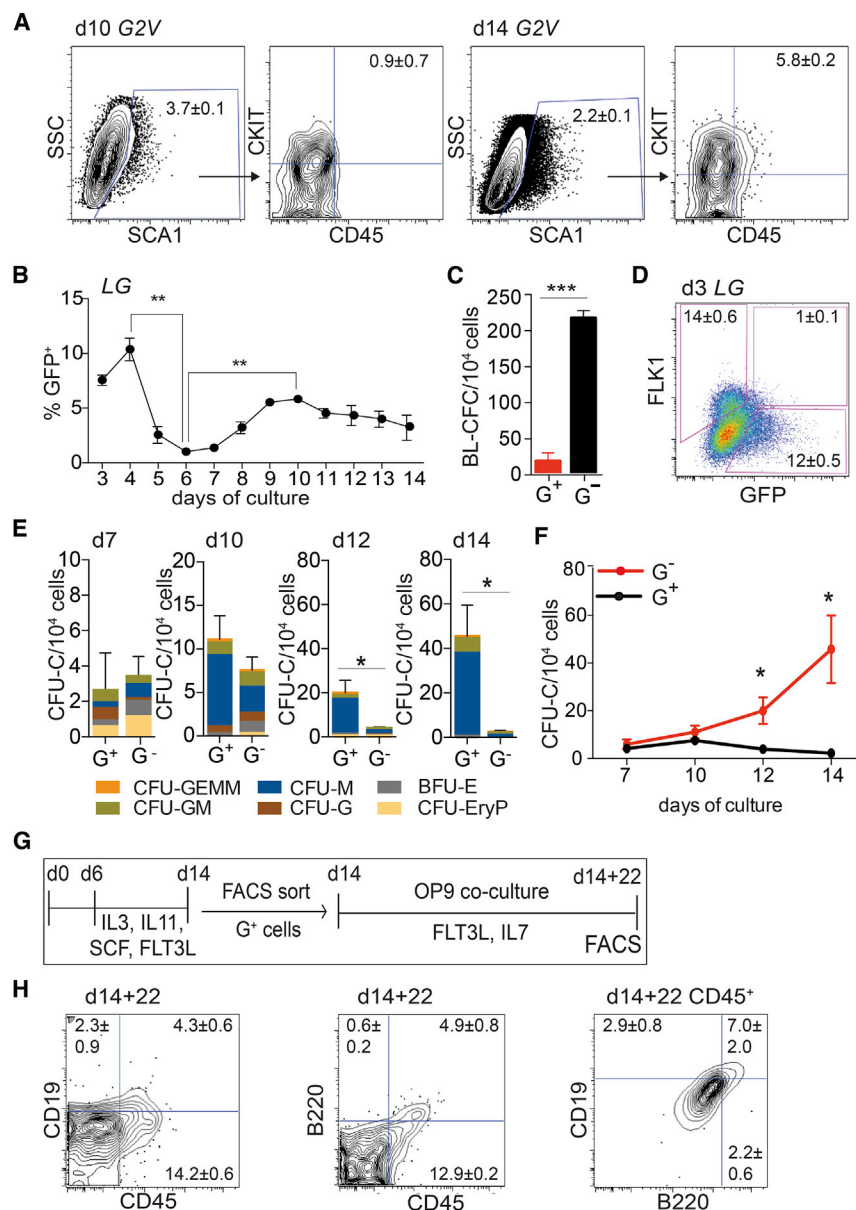 A
d10 G2V
d14 G2V
3.7±0.1
0.9±0.7
2.2±0.1
5.8±0.2
SSC
CKIT
SSC
CKIT
SCA1
CD45
SCA1
CD45
B
LG
15
10
5
0
% GFP+
**
**
3 4 5 6 7 8 9 10 11 12 13 14
days of culture
C
***
250
200
150
100
50
0
BL-CFC/10⁴ cells
G+ G-
D
d3 LG
14±0.6
1±0.1
12±0.5
FLK1
GFP
E
d7
d10
d12
d14
10
8
6
4
2
0
CFU-C/10⁴ cells
G+ G-
20
15
10
5
0
CFU-C/10⁴ cells
G+ G-
80
60
40
20
0
CFU-C/10⁴ cells
*
G+ G-
80
60
40
20
0
CFU-C/10⁴ cells
*
G+ G-
CFU-GEMM CFU-M BFU-E
CFU-GM CFU-G CFU-EryP
F
G-
G+
80
60
40
20
0
CFU-C/10⁴ cells
*
*
7 10 12 14
days of culture
G
d0 d6 d14 FACS sort d14 OP9 co-culture d14+22
IL3, IL11, G+ cells FLT3L, IL7
SCF, FLT3L FACS
H
d14+22
d14+22
d14+22 CD45+
2.3±
0.9
4.3±0.6
14.2±0.6
CD19
CD45
0.6±
0.2
4.9±0.8
12.9±0.2
B220
CD45
2.9±0.8
7.0±
2.0
2.2±
0.6
CD19
B220